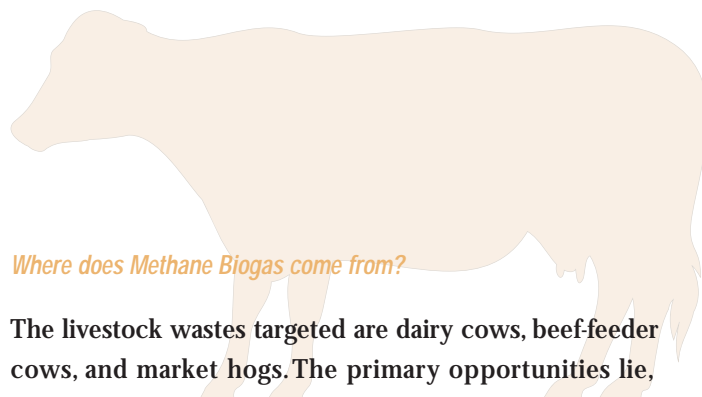 Where does Methane Biogas come from?
The livestock wastes targeted are dairy cows, beef-feeder
cows, and market hogs. The primary opportunities lie,